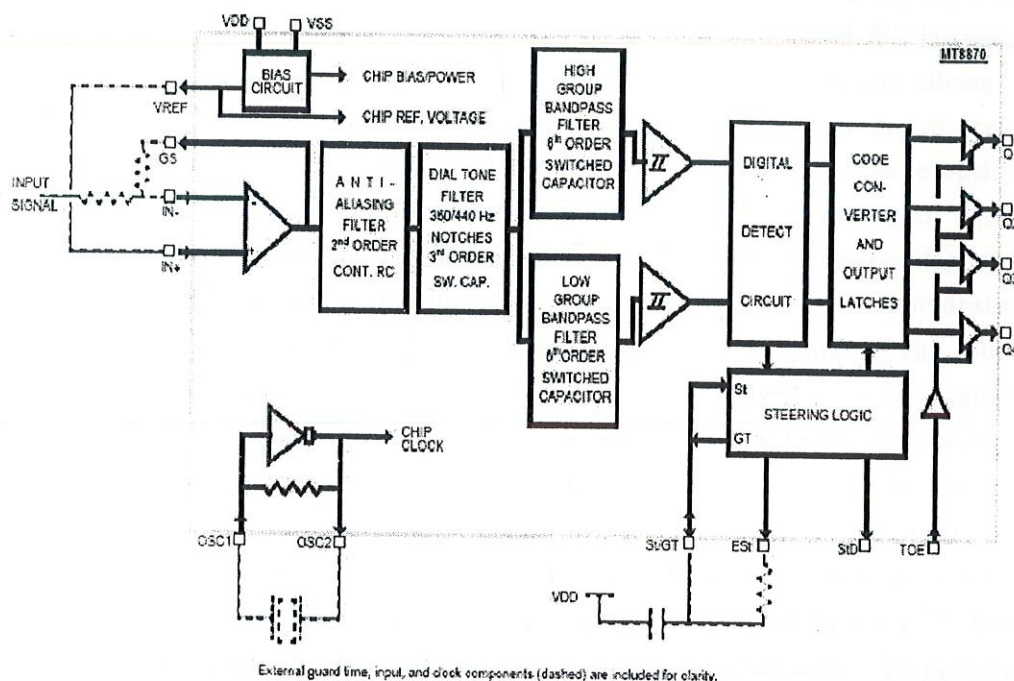 VDD
VSS
MT8870
BIAS
CIRCUIT
CHIP BIAS/POWER
CHIP REF, VOLTAGE
VREF
GS
INPUT
SIGNAL
IN-
IN+
-
+
ANTI-
ALIASING
FILTER
2nd ORDER
CONT. RC
DIAL TONE
FILTER
350/440 Hz
NOTCHES
3rd ORDER
SW. CAP.
HIGH
GROUP
BANDPASS
FILTER
6th ORDER
SWITCHED
CAPACITOR
LOW
GROUP
BANDPASS
FILTER
6th ORDER
SWITCHED
CAPACITOR
DIGITAL
DETECT
CIRCUIT
CODE
CON-
VERTER
AND
OUTPUT
LATCHES
St
GT
STEERING LOGIC
CHIP
CLOCK
OSC1
OSC2
St/GT
ESt
StD
TOE
VDD
External guard time, input, and clock components (dashed) are included for clarity.